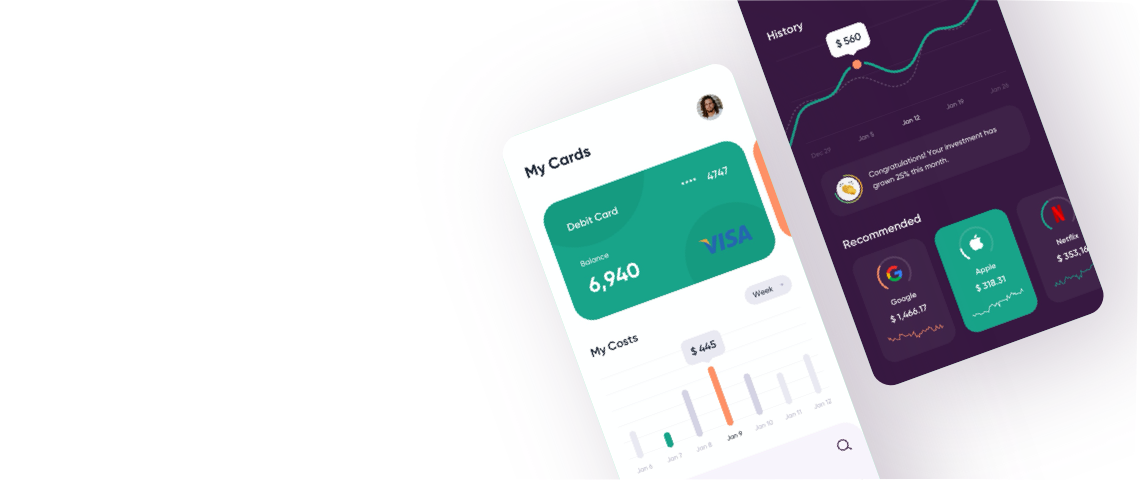 My Cards
•••• 4747
Debit Card
VISA
Balance
6,940
Week
My Costs
$ 445
Jan 6
Jan 7
Jan 8
Jan 9
Jan 10
Jan 11
Jan 12
History
$ 560
Dec 29
Jan 5
Jan 12
Jan 19
Jan 26
Congratulations! Your investment has
grown 25% this month.
Recommended
Google
$ 1,466.17
Apple
$ 318.31
Netflix
$ 353,16